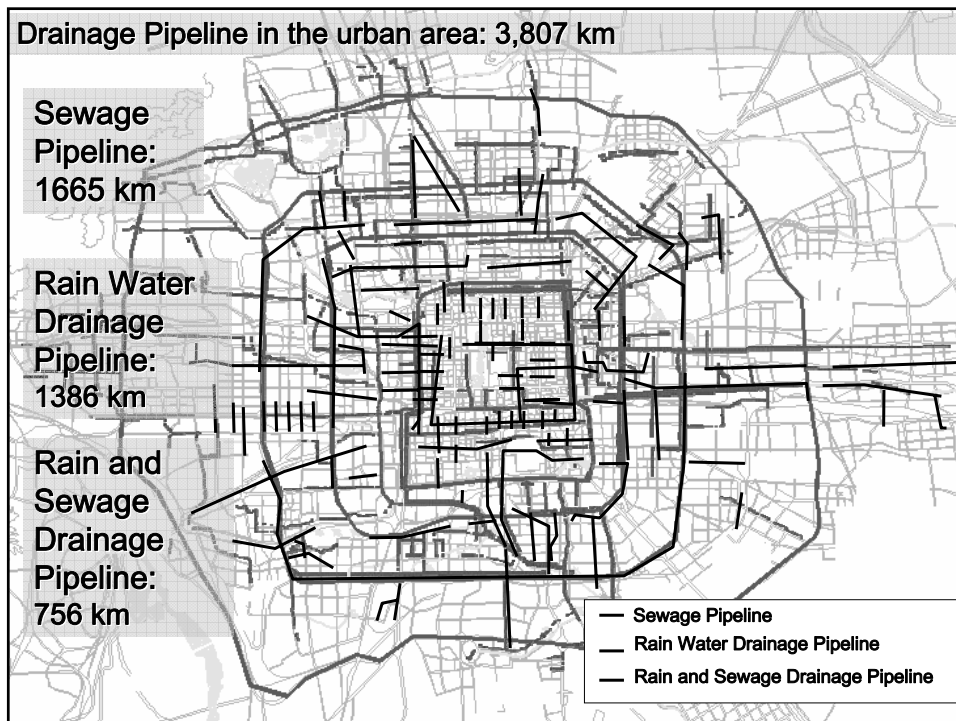 Drainage Pipeline in the urban area: 3,807 km
Sewage
Pipeline:
1665 km
Rain Water
Drainage
Pipeline:
1386 km
Rain and
Sewage
Drainage
Pipeline:
756 km
Sewage Pipeline
Rain Water Drainage Pipeline
Rain and Sewage Drainage Pipeline